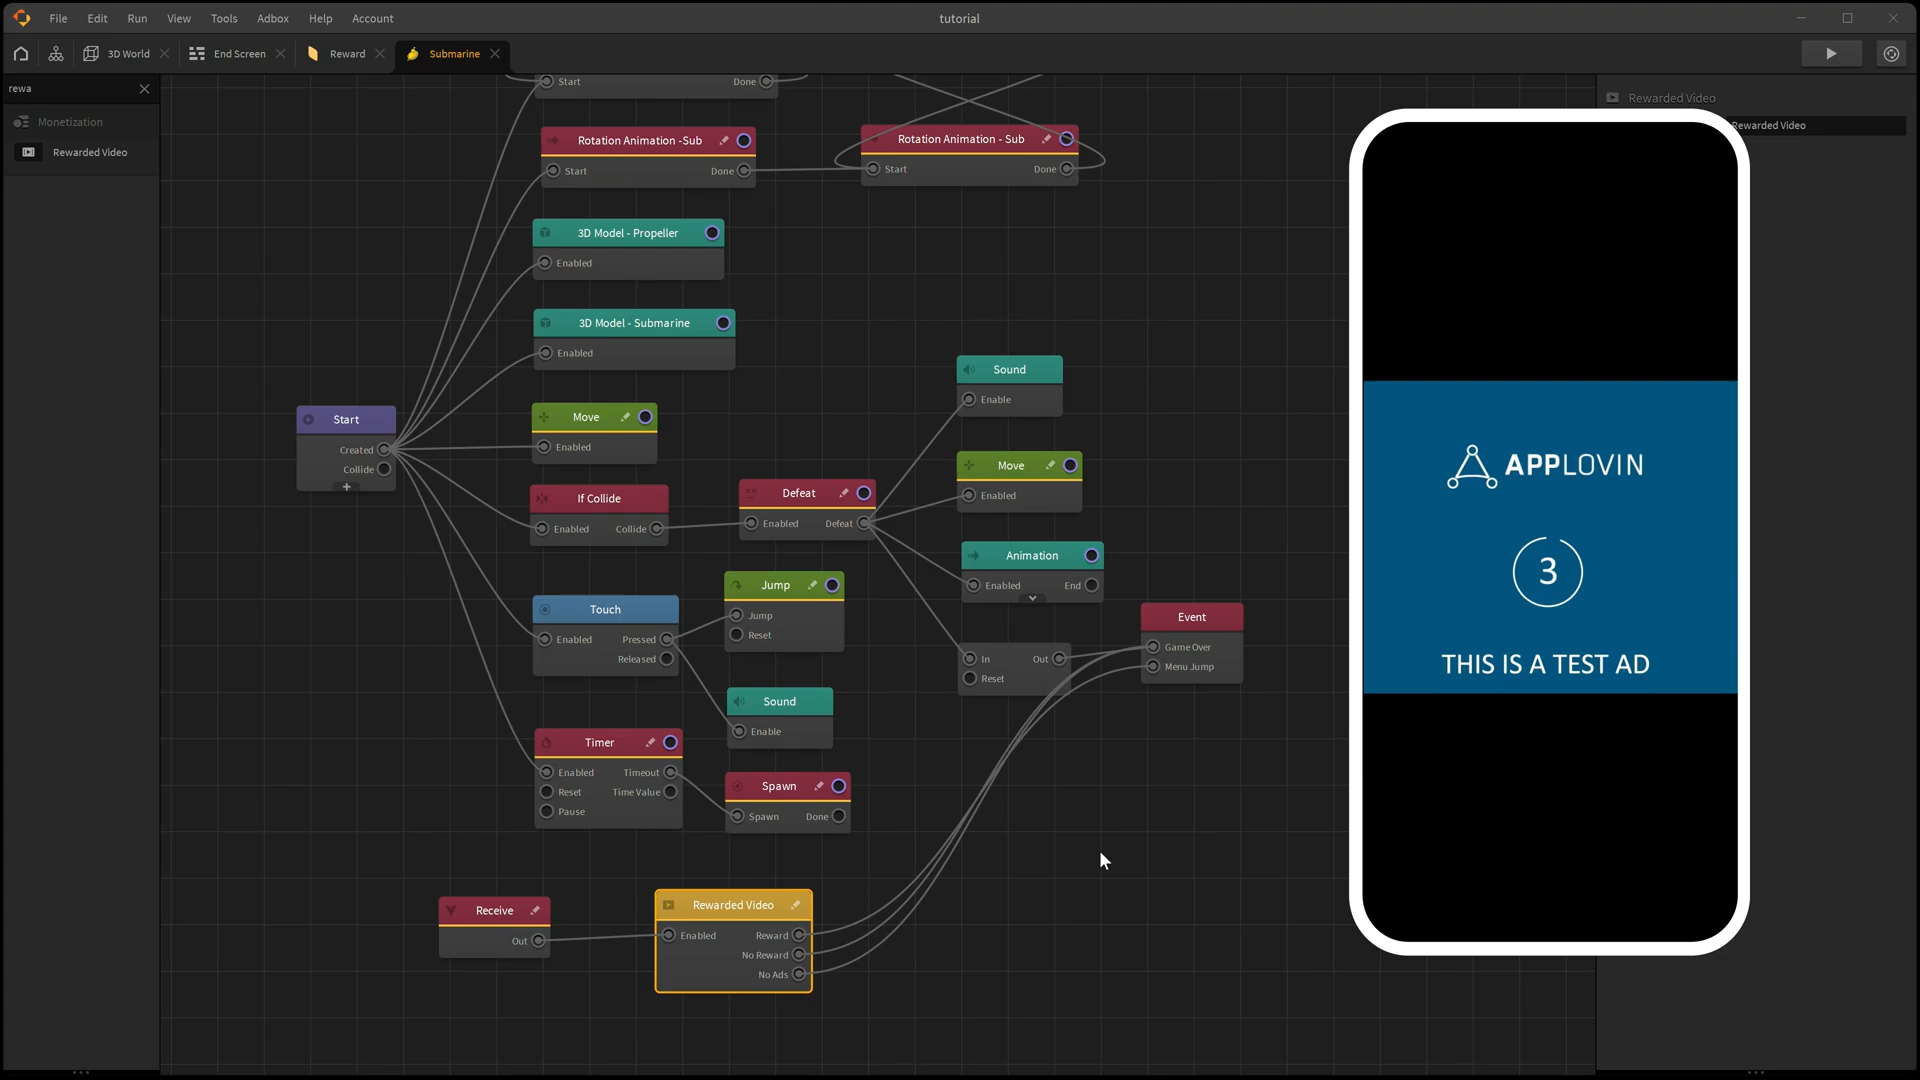 File Edit Run View Tools Adbox Help Account
tutorial
3D World
End Screen
Reward
Submarine
rewa
Monetization
Rewarded Video
Start Done
Rotation Animation -Sub
Start Done
Rotation Animation - Sub
Start Done
3D Model - Propeller
Enabled
3D Model - Submarine
Enabled
Start
Created
Collide
+
Move
Enabled
If Collide
Enabled Collide
Defeat
Enabled Defeat
Sound
Enable
Move
Enabled
Animation
Enabled End
Jump
Jump
Reset
Touch
Enabled Pressed
Released
In Out
Reset
Event
Game Over
Menu Jump
Sound
Enable
Timer
Enabled Timeout
Reset Time Value
Pause
Spawn
Spawn Done
Receive
Out
Rewarded Video
Enabled Reward
No Reward
No Ads
Rewarded Video
Rewarded Video
APPLOVIN
3
THIS IS A TEST AD